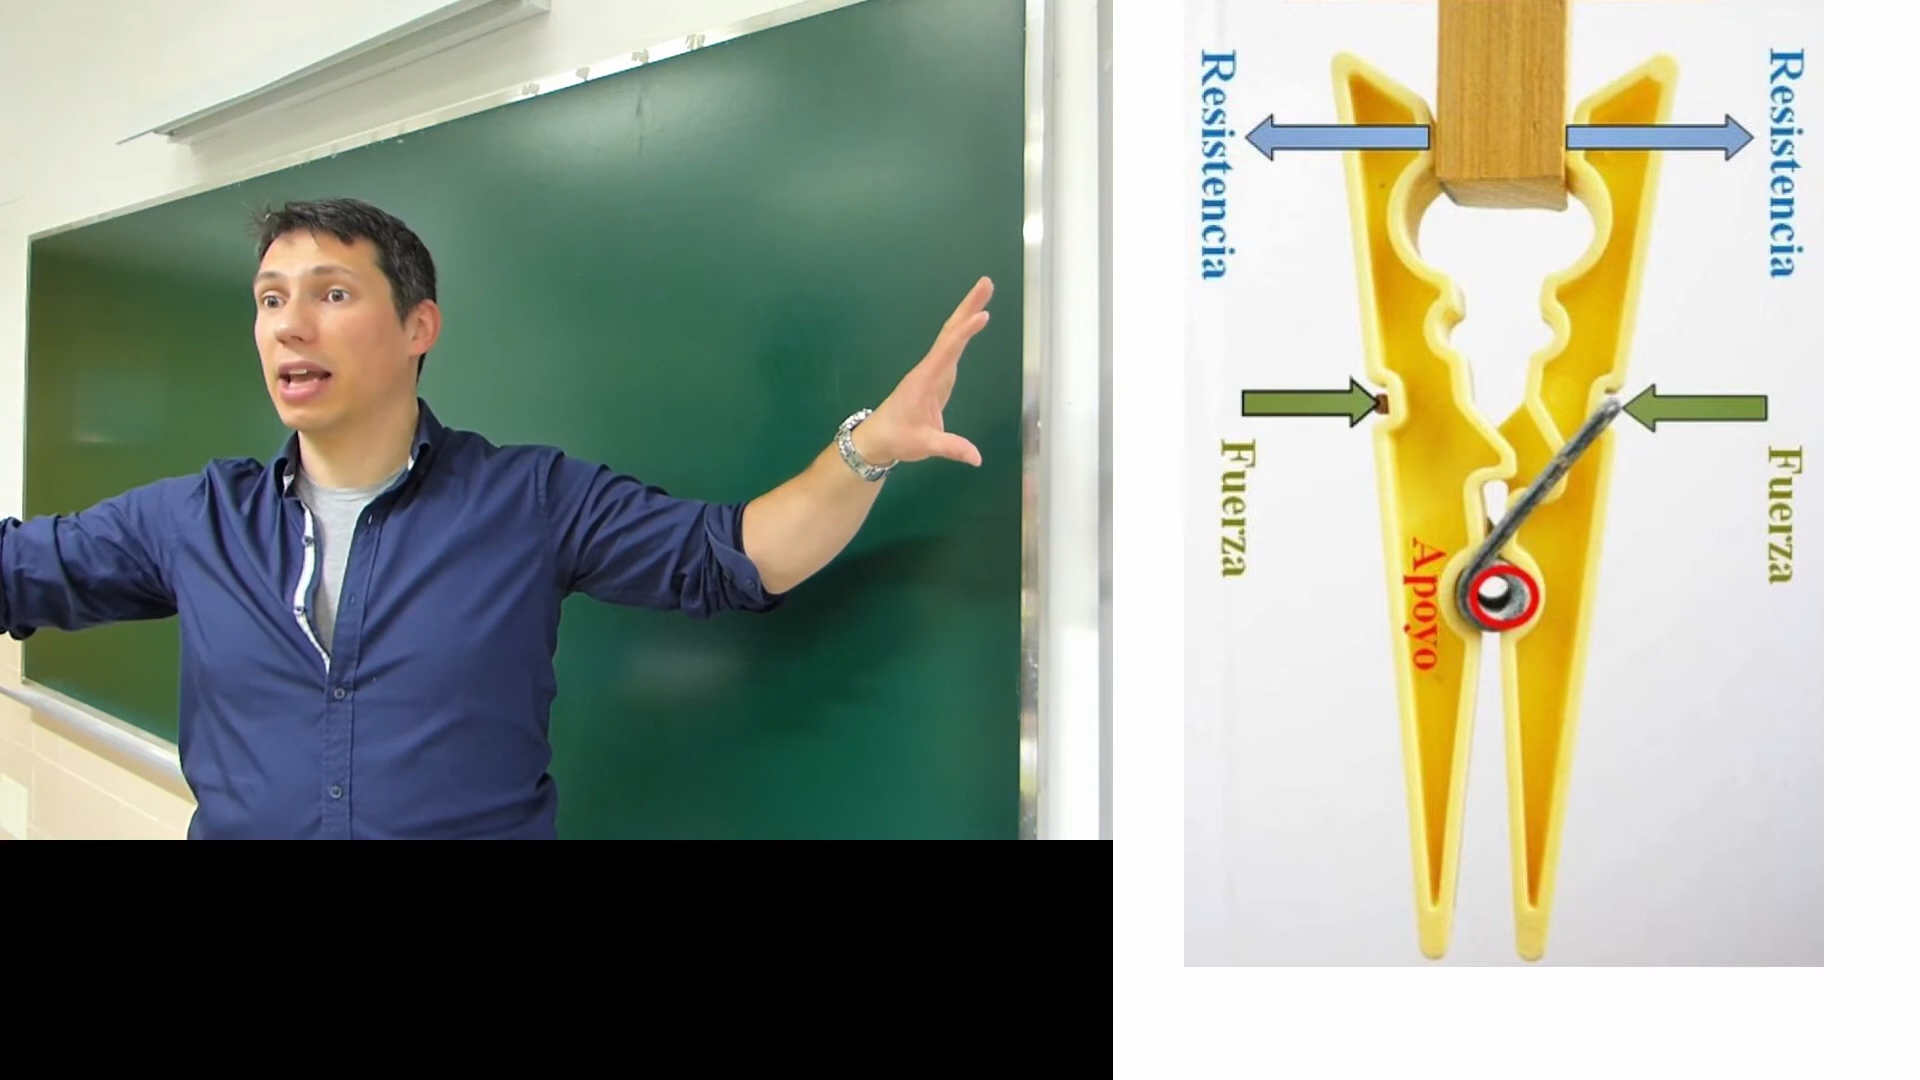 Resistencia
Resistencia
Fuerza
Fuerza
Apoyo